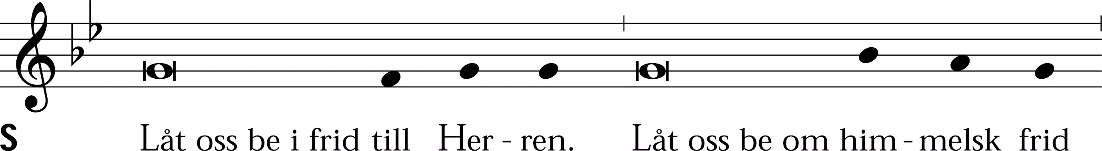 S Låt oss be i frid till Her - ren. Låt oss be om him - melsk frid